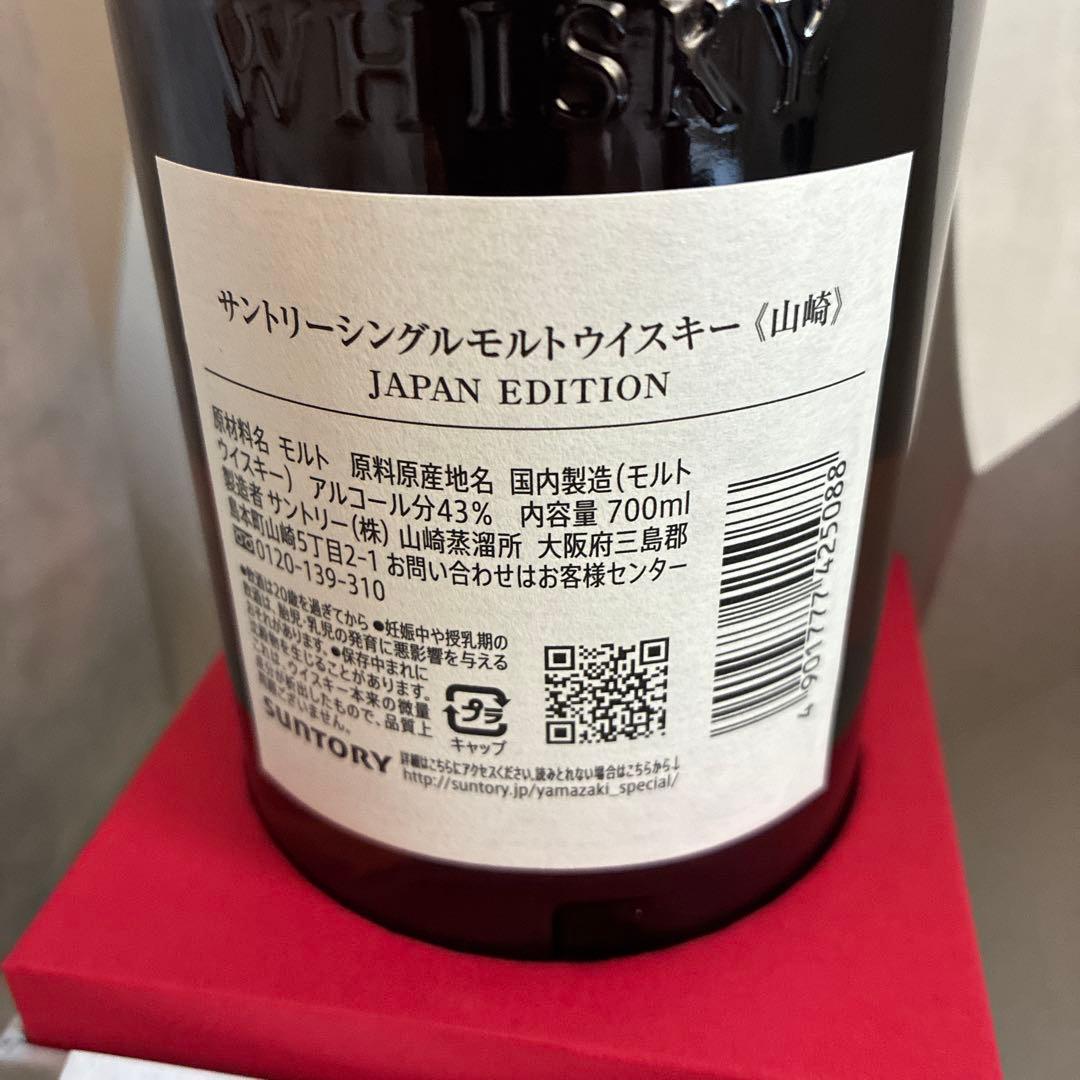 WHISKY
サントリーシングルモルトウイスキー《山崎》
JAPAN EDITION
原材料名 モルト 原料原産地名 国内製造(モルト
ウイスキー) アルコール分43% 内容量 700ml
製造者 サントリー(株) 山崎蒸溜所 大阪府三島郡
島本町山崎5丁目2-1 お問い合わせはお客様センター
0120-139-310
●飲酒は20歳を過ぎてから ●妊娠中や授乳期の
飲酒は、胎児・乳児の発育に悪影響を与える
おそれがあります。 ●保存中まれに
沈殿物を生じることがあります。
これは、ウイスキー本来の微量
成分が析出したもので、品質上
問題ございません。
SUNTORY
プラ
キャップ
詳細はこちらにアクセスください。読みとれない場合はこちらから↓
http://suntory.jp/yamazaki_special/
4 901777 425088